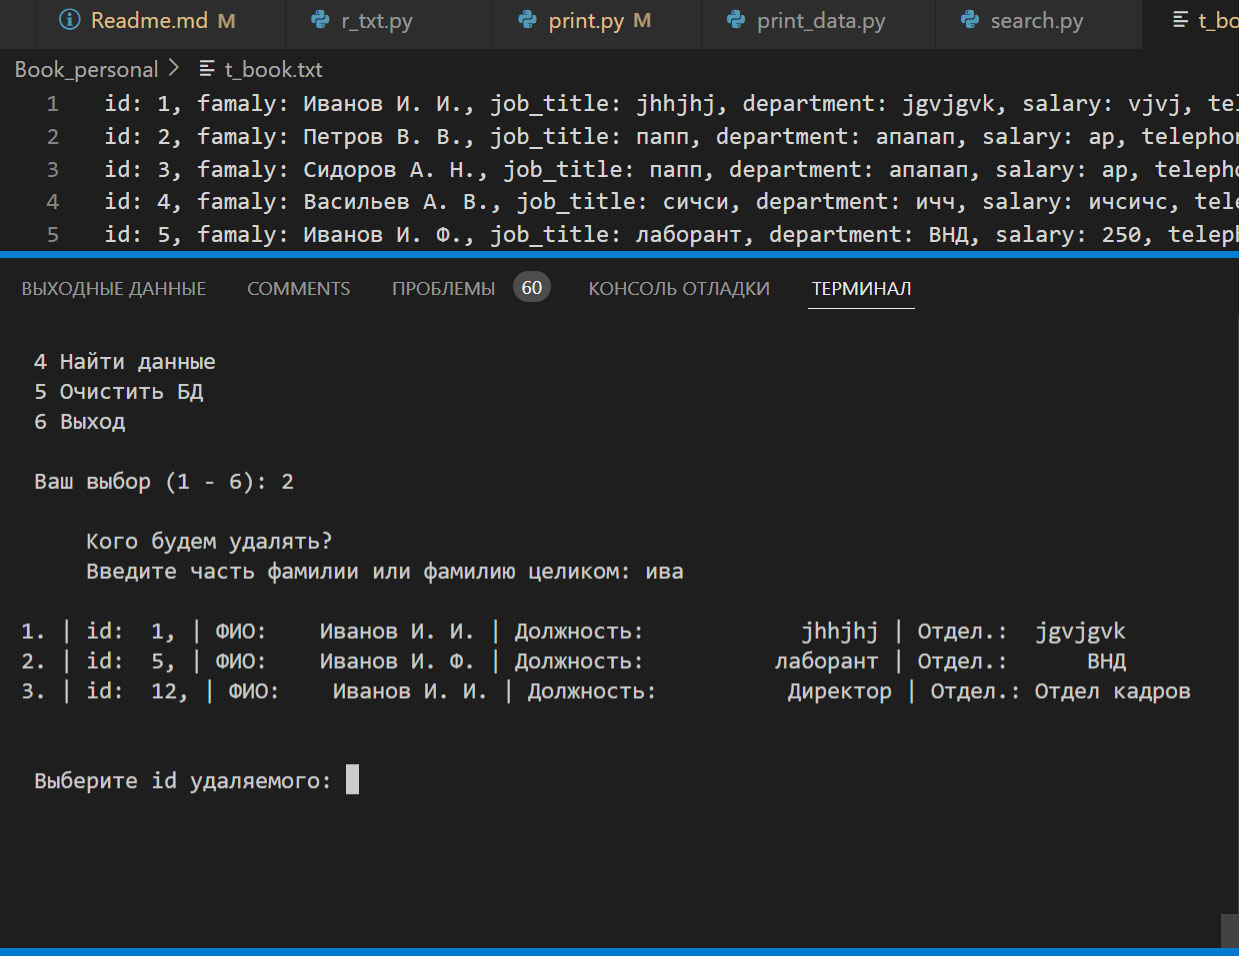 Readme.md M r_txt.py print.py M print_data.py search.py t_bo
Book_personal > t_book.txt
1 id: 1, famaly: Иванов И. И., job_title: jhhjhj, department: jgvjgvk, salary: vjvj, tel
2 id: 2, famaly: Петров В. В., job_title: папп, department: апапап, salary: ар, telephon
3 id: 3, famaly: Сидоров А. Н., job_title: папп, department: апапап, salary: ар, telepho
4 id: 4, famaly: Васильев А. В., job_title: сичси, department: ичч, salary: ичсичс, tele
5 id: 5, famaly: Иванов И. Ф., job_title: лаборант, department: ВНД, salary: 250, teleph
ВЫХОДНЫЕ ДАННЫЕ COMMENTS ПРОБЛЕМЫ 60 КОНСОЛЬ ОТЛАДКИ ТЕРМИНАЛ
4 Найти данные
5 Очистить БД
6 Выход
Ваш выбор (1 - 6): 2
Кого будем удалять?
Введите часть фамилии или фамилию целиком: ива
1. | id: 1, | ФИО: Иванов И. И. | Должность: jhhjhj | Отдел.: jgvjgvk
2. | id: 5, | ФИО: Иванов И. Ф. | Должность: лаборант | Отдел.: ВНД
3. | id: 12, | ФИО: Иванов И. И. | Должность: Директор | Отдел.: Отдел кадров
Выберите id удаляемого: